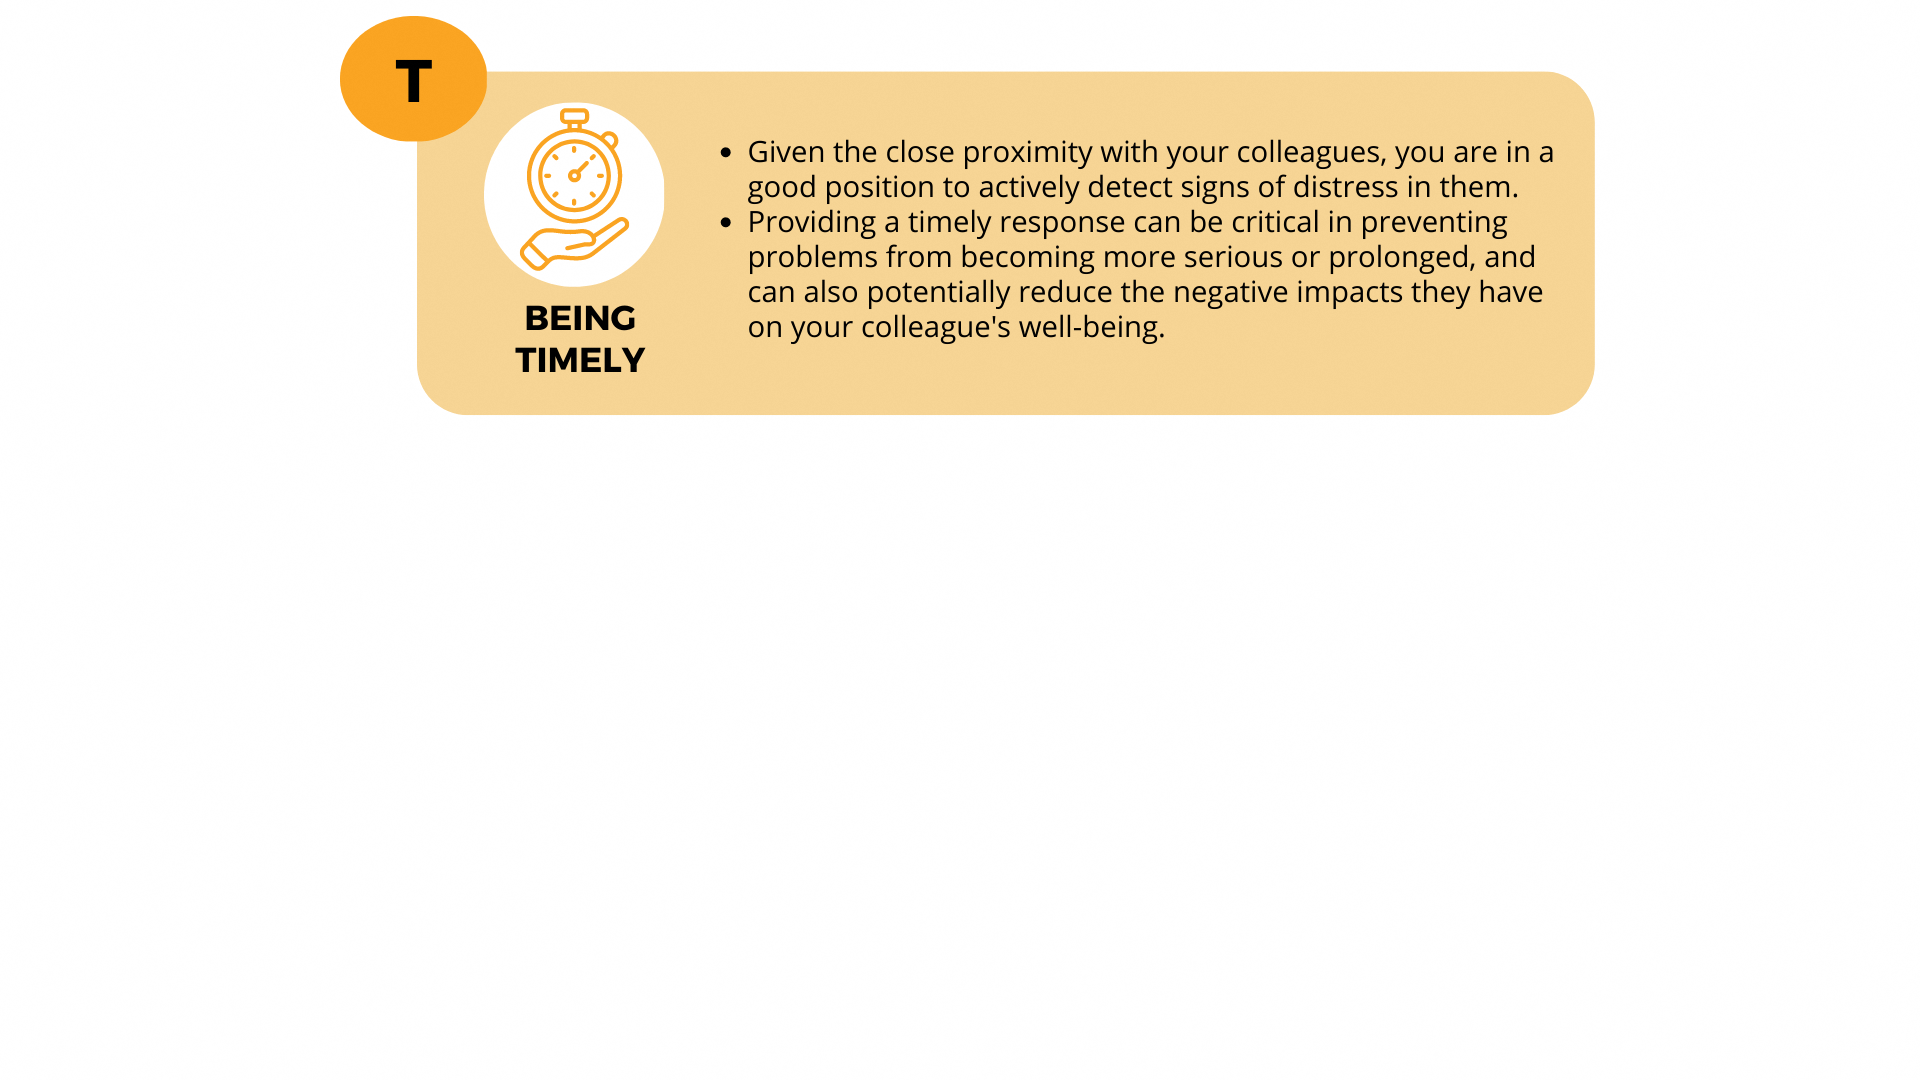 T
BEING
TIMELY
• Given the close proximity with your colleagues, you are in a
good position to actively detect signs of distress in them.
• Providing a timely response can be critical in preventing
problems from becoming more serious or prolonged, and
can also potentially reduce the negative impacts they have
on your colleague's well-being.